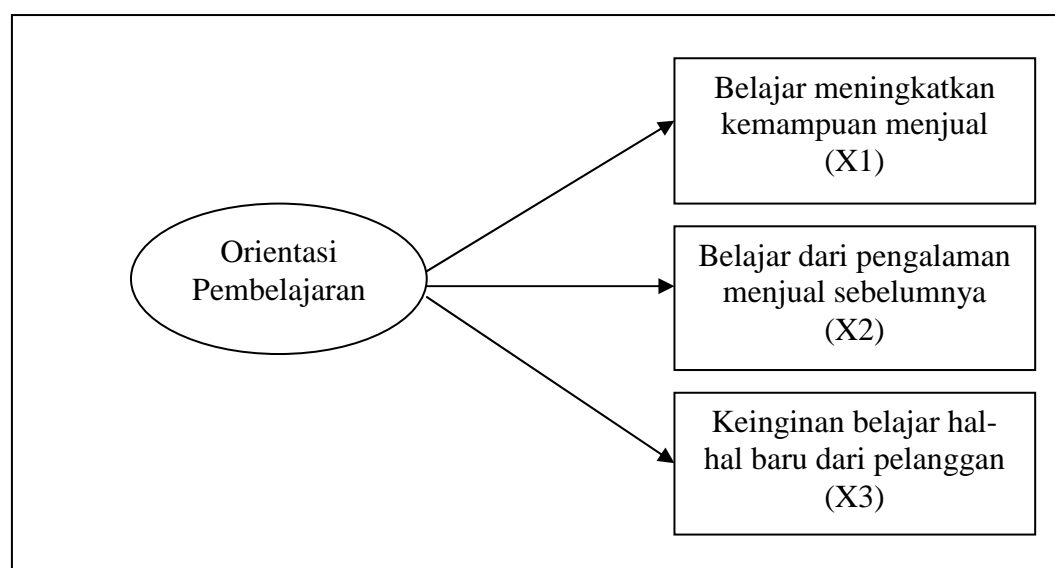 Belajar meningkatkan
kemampuan menjual
(X1)
Orientasi
Pembelajaran
Belajar dari pengalaman
menjual sebelumnya
(X2)
Keinginan belajar hal-
hal baru dari pelanggan
(X3)